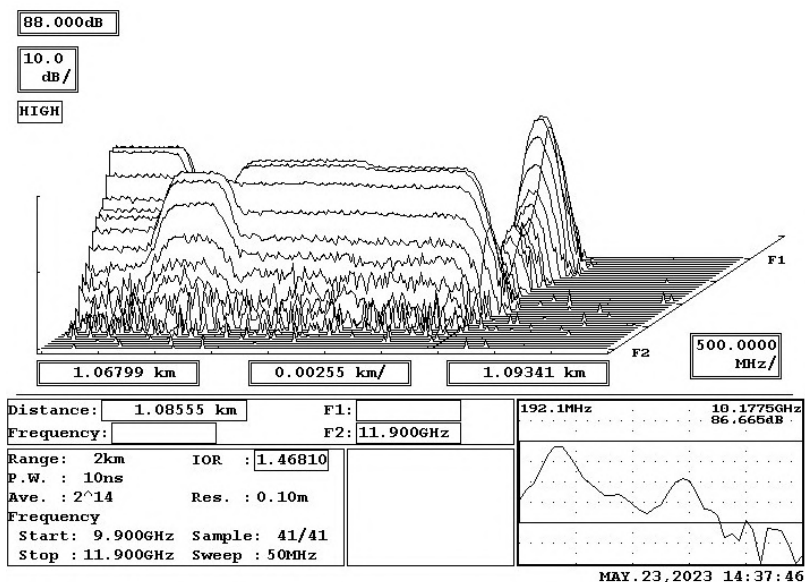 88.000dB
10.0
dB/
HIGH
F1
F2
500.0000
MHz/
1.06799 km
0.00255 km/
1.09341 km
Distance: 1.08555 km F1:
Frequency: F2: 11.900GHz
192.1MHz 10.1775GHz
86.665dB
Range: 2km IOR : 1.46810
P.W. : 10ns
Ave. : 2^14 Res. : 0.10m
Frequency
Start: 9.900GHz Sample: 41/41
Stop : 11.900GHz Sweep : 50MHz
MAY.23,2023 14:37:46